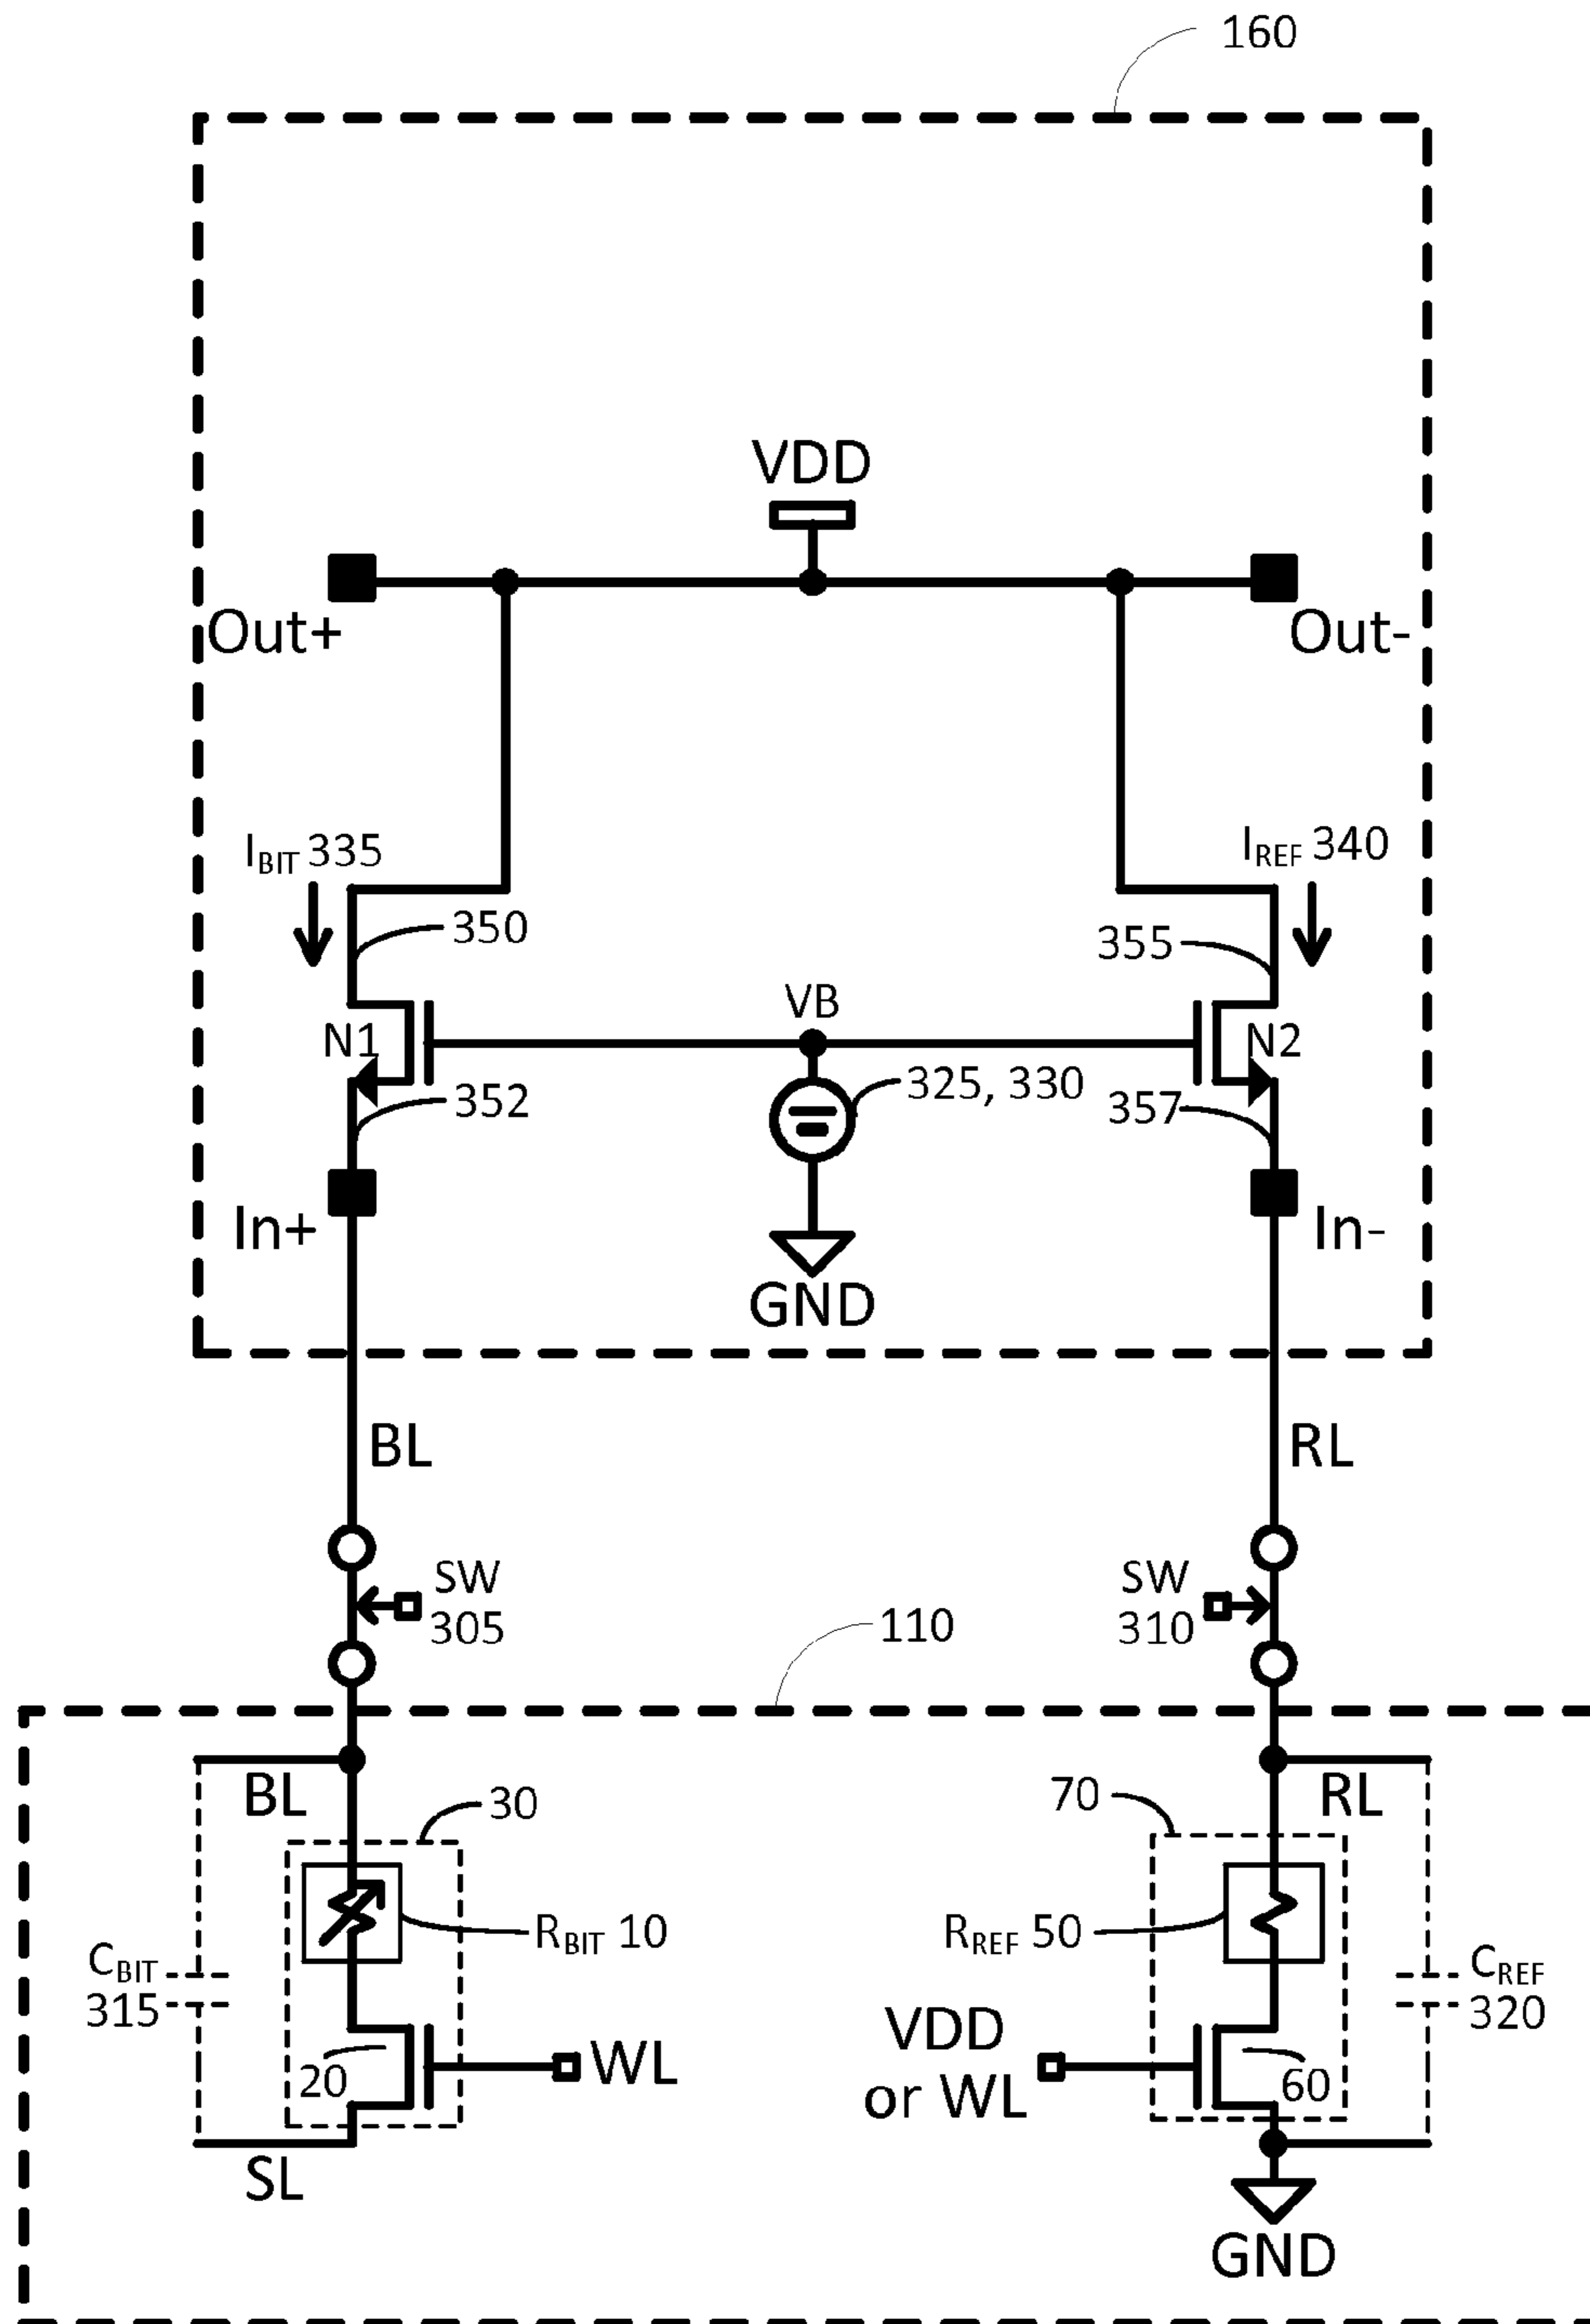 160
VDD
Out+
Out-
IBIT 335
IREF 340
350
355
VB
N1
N2
325, 330
352
357
In+
In-
GND
BL
RL
SW
305
SW
310
110
BL
30
70
RL
RBIT 10
RREF 50
CBIT
315
CREF
320
20
WL
VDD
or WL
60
SL
GND